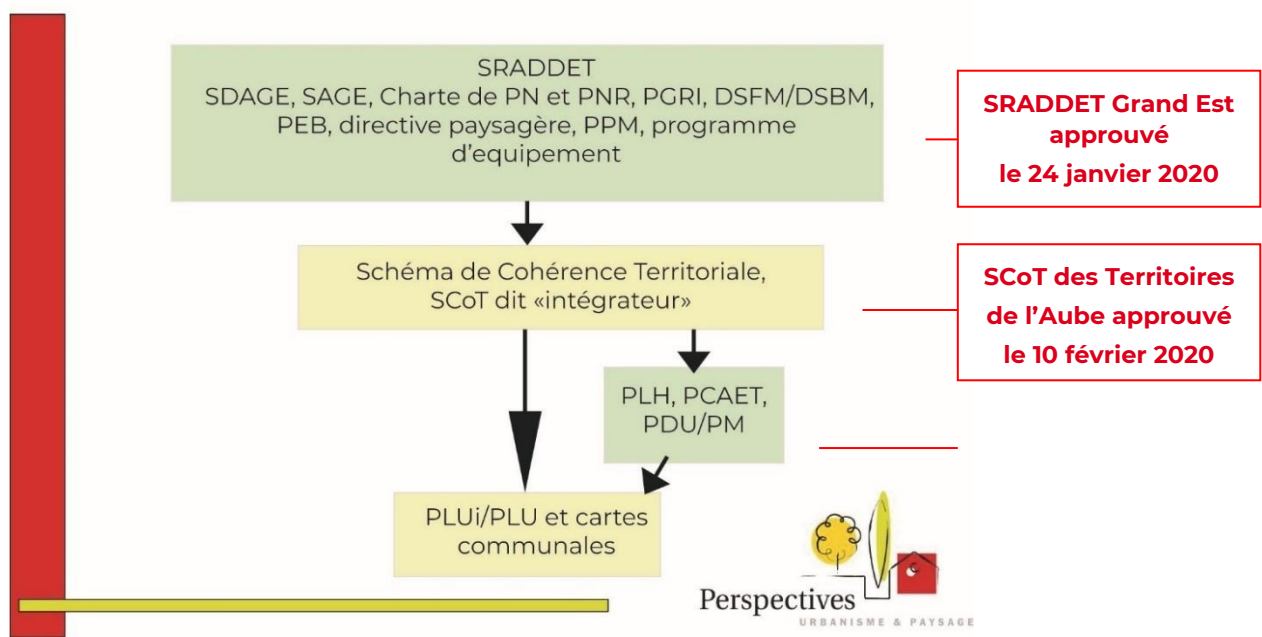 SRADDET
SDAGE, SAGE, Charte de PN et PNR, PGRI, DSFM/DSBM,
PEB, directive paysagère, PPM, programme
d'equipement
SRADDET Grand Est
approuvé
le 24 janvier 2020
Schéma de Cohérence Territoriale,
SCoT dit «intégrateur»
SCoT des Territoires
de l'Aube approuvé
le 10 février 2020
PLH, PCAET,
PDU/PM
PLUi/PLU et cartes
communales
Perspectives
URBANISME & PAYSAGE